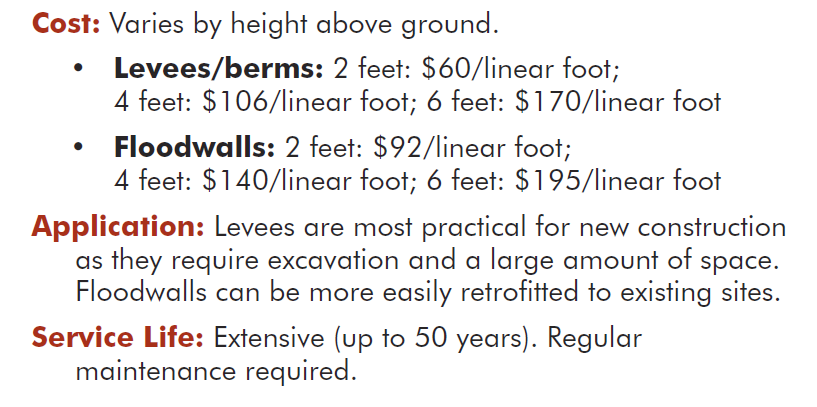 Cost: Varies by height above ground.
• Levees/berms: 2 feet: $60/linear foot;
4 feet: $106/linear foot; 6 feet: $170/linear foot
• Floodwalls: 2 feet: $92/linear foot;
4 feet: $140/linear foot; 6 feet: $195/linear foot
Application: Levees are most practical for new construction
as they require excavation and a large amount of space.
Floodwalls can be more easily retrofitted to existing sites.
Service Life: Extensive (up to 50 years). Regular
maintenance required.